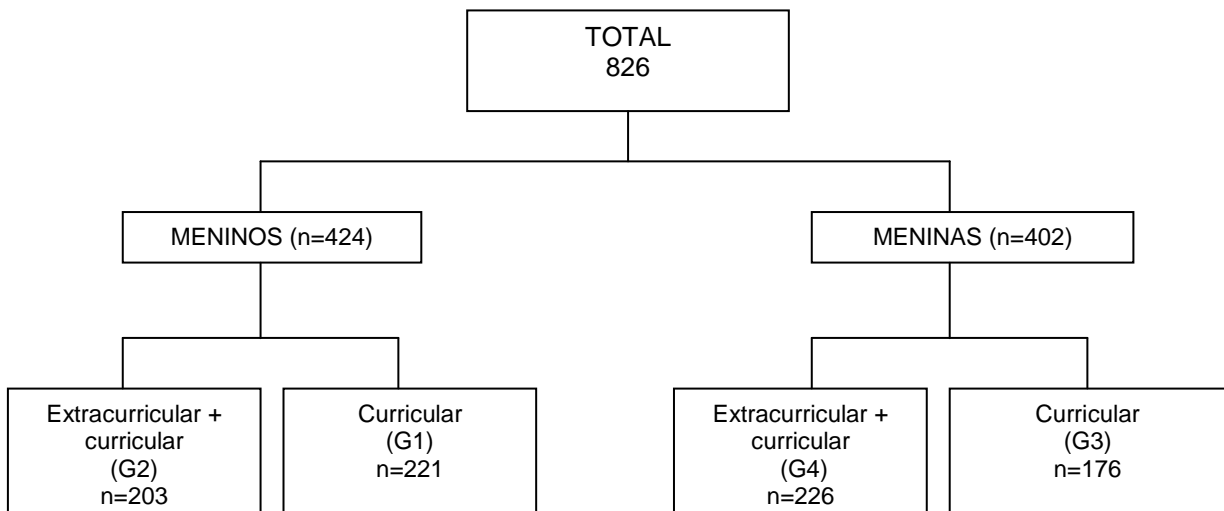 TOTAL
826
MENINOS (n=424)
MENINAS (n=402)
Extracurricular +
curricular
(G2)
n=203
Curricular
(G1)
n=221
Extracurricular +
curricular
(G4)
n=226
Curricular
(G3)
n=176